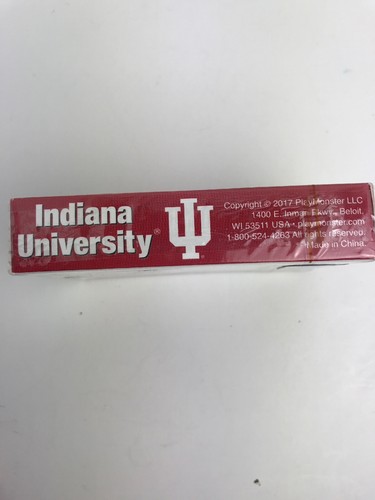 Indiana
University®
IU
Copyright © 2017 PlayMonster LLC
1400 E. Inman Pkwy., Beloit,
WI 53511 USA • playmonster.com
1-800-524-4263 All rights reserved.
Made in China.